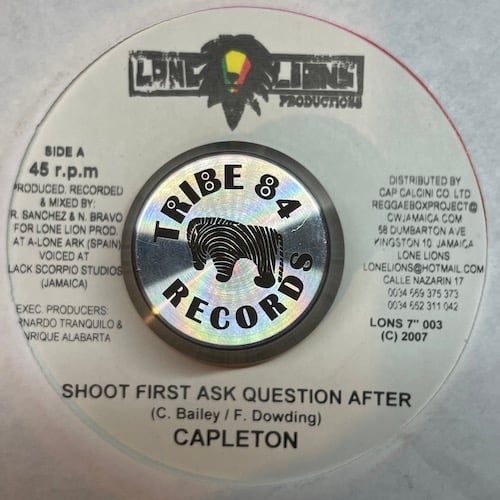 LONE LIONS
PRODUCTIONS
SIDE A
45 r.p.m
PRODUCED, RECORDED
& MIXED BY:
R. SANCHEZ & N. BRAVO
FOR LONE LION PROD.
AT A-LONE ARK (SPAIN)
VOICED AT
LACK SCORPIO STUDIOS
(JAMAICA)
EXEC. PRODUCERS:
RNARDO TRANQUILO &
NRIQUE ALABARTA
TRIBE 84
RECORDS
DISTRIBUTED BY
CAP CALCINI CO. LTD
REGGAEBOXPROJECT@
CWJAMAICA.COM
58 DUMBARTON AVE
KINGSTON 10. JAMAICA
LONE LIONS
LONELIONS@HOTMAIL.COM
CALLE NAZARIN 17
0034 659 375 373
0034 652 311 042
LONS 7" 003
(C) 2007
SHOOT FIRST ASK QUESTION AFTER
(C. Bailey / F. Dowding)
CAPLETON